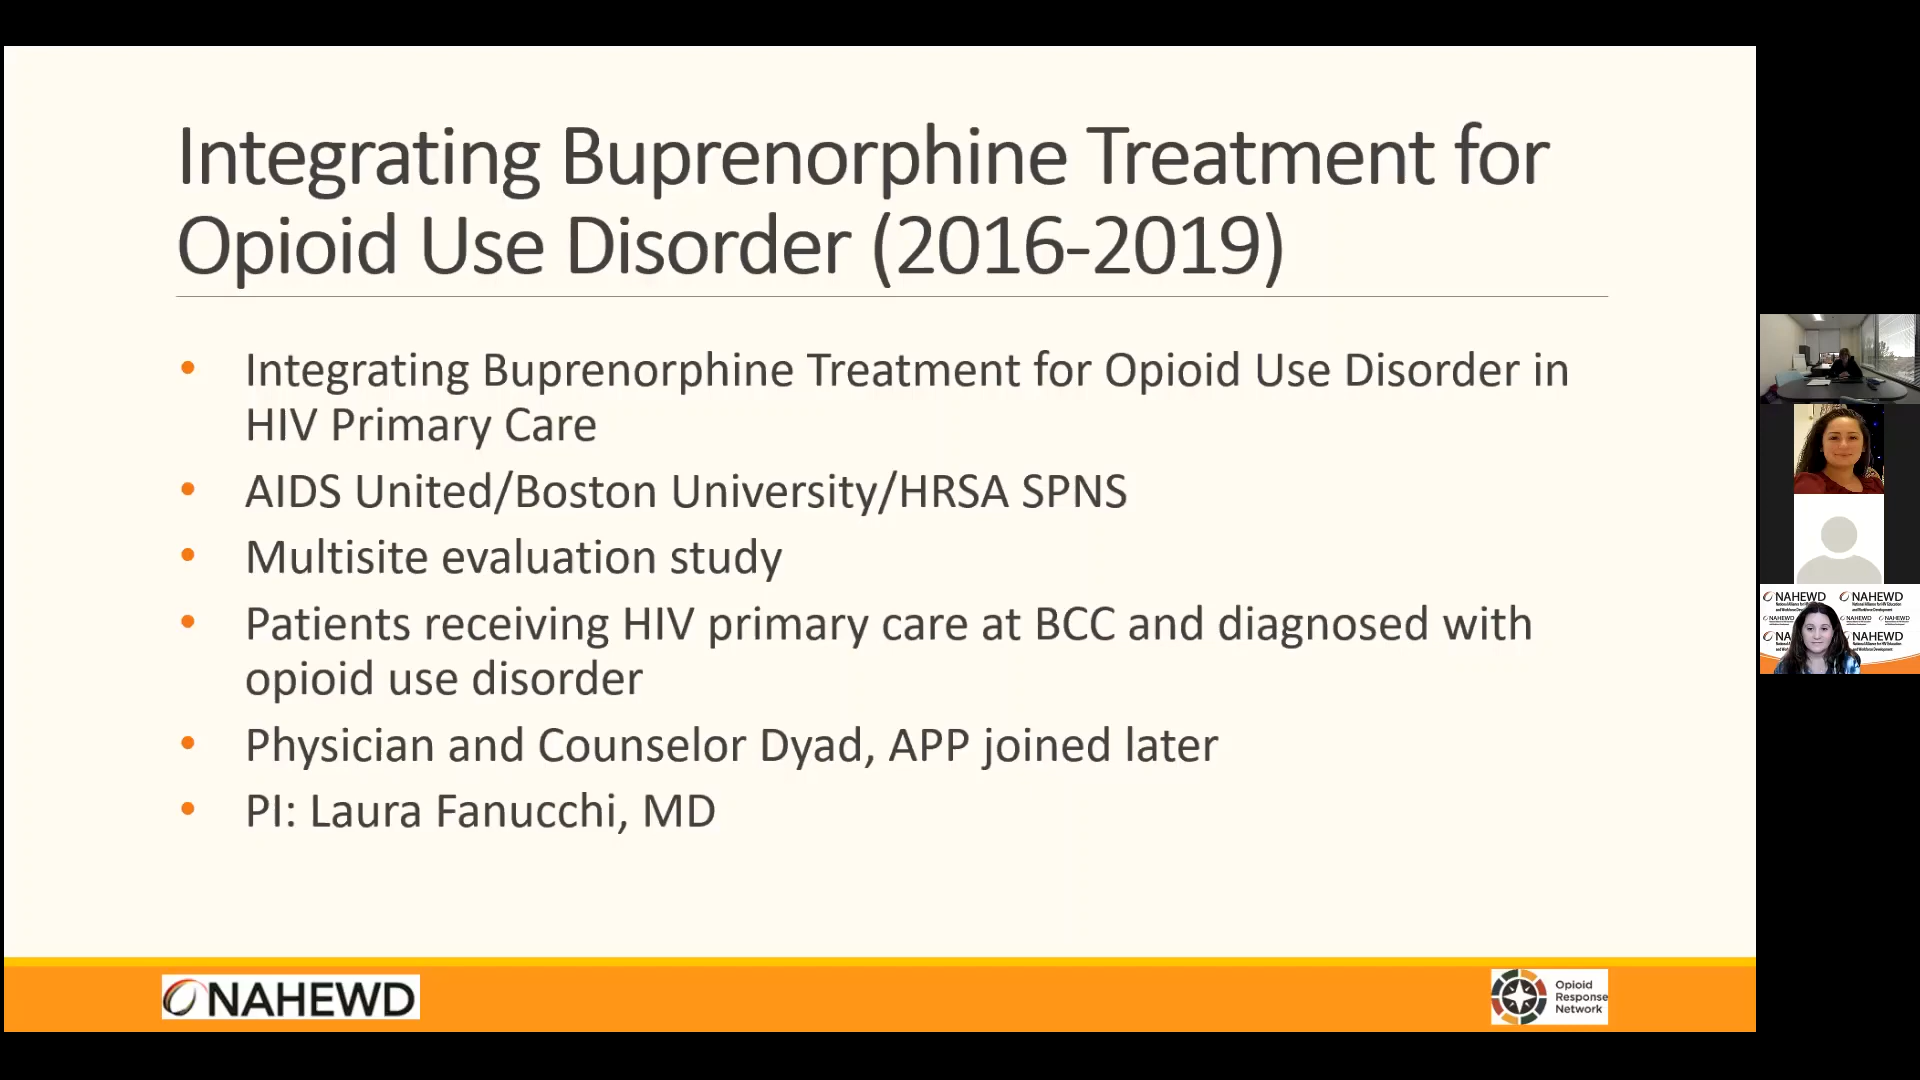 Integrating Buprenorphine Treatment for
Opioid Use Disorder (2016-2019)
• Integrating Buprenorphine Treatment for Opioid Use Disorder in
HIV Primary Care
• AIDS United/Boston University/HRSA SPNS
• Multisite evaluation study
• Patients receiving HIV primary care at BCC and diagnosed with
opioid use disorder
• Physician and Counselor Dyad, APP joined later
• PI: Laura Fanucchi, MD
NAHEWD
Opioid
Response
Network
NAHEWD
NAHEWD
NAHEWD
NAHEWD
NAHEWD